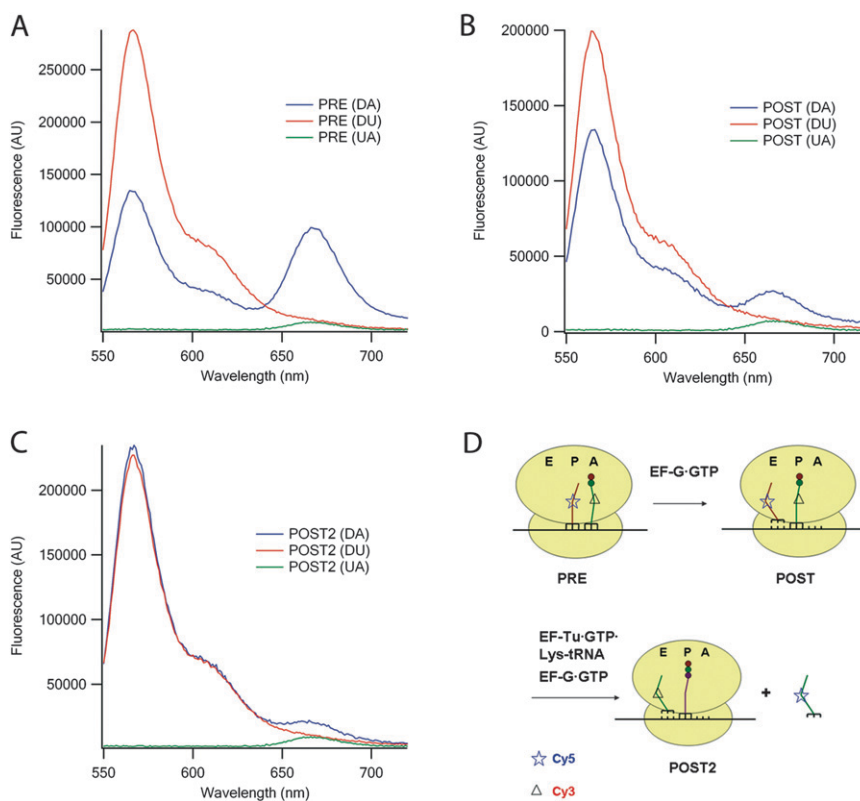 A
Fluorescence (AU)
250000
200000
150000
100000
50000
PRE (DA)
PRE (DU)
PRE (UA)
550
600
650
700
Wavelength (nm)
B
Fluorescence (AU)
200000
150000
100000
50000
0
POST (DA)
POST (DU)
POST (UA)
550
600
650
700
Wavelength (nm)
C
Fluorescence (AU)
200000
150000
100000
50000
POST2 (DA)
POST2 (DU)
POST2 (UA)
550
600
650
700
Wavelength (nm)
D
E P A
EF-G·GTP
E P A
PRE
POST
EF-Tu·GTP·
Lys-tRNA
EF-G·GTP
E P A
+
POST2
Cy5
Cy3